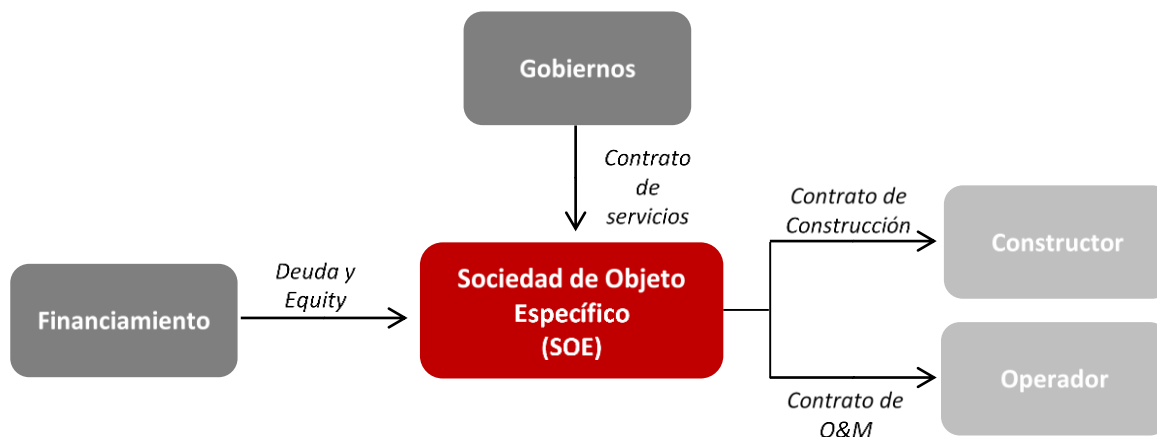 Gobiernos
Contrato
de
servicios
Contrato de
Construcción
Constructor
Deuda y
Equity
Financiamiento
Sociedad de Objeto
Específico
(SOE)
Operador
Contrato de
O&M